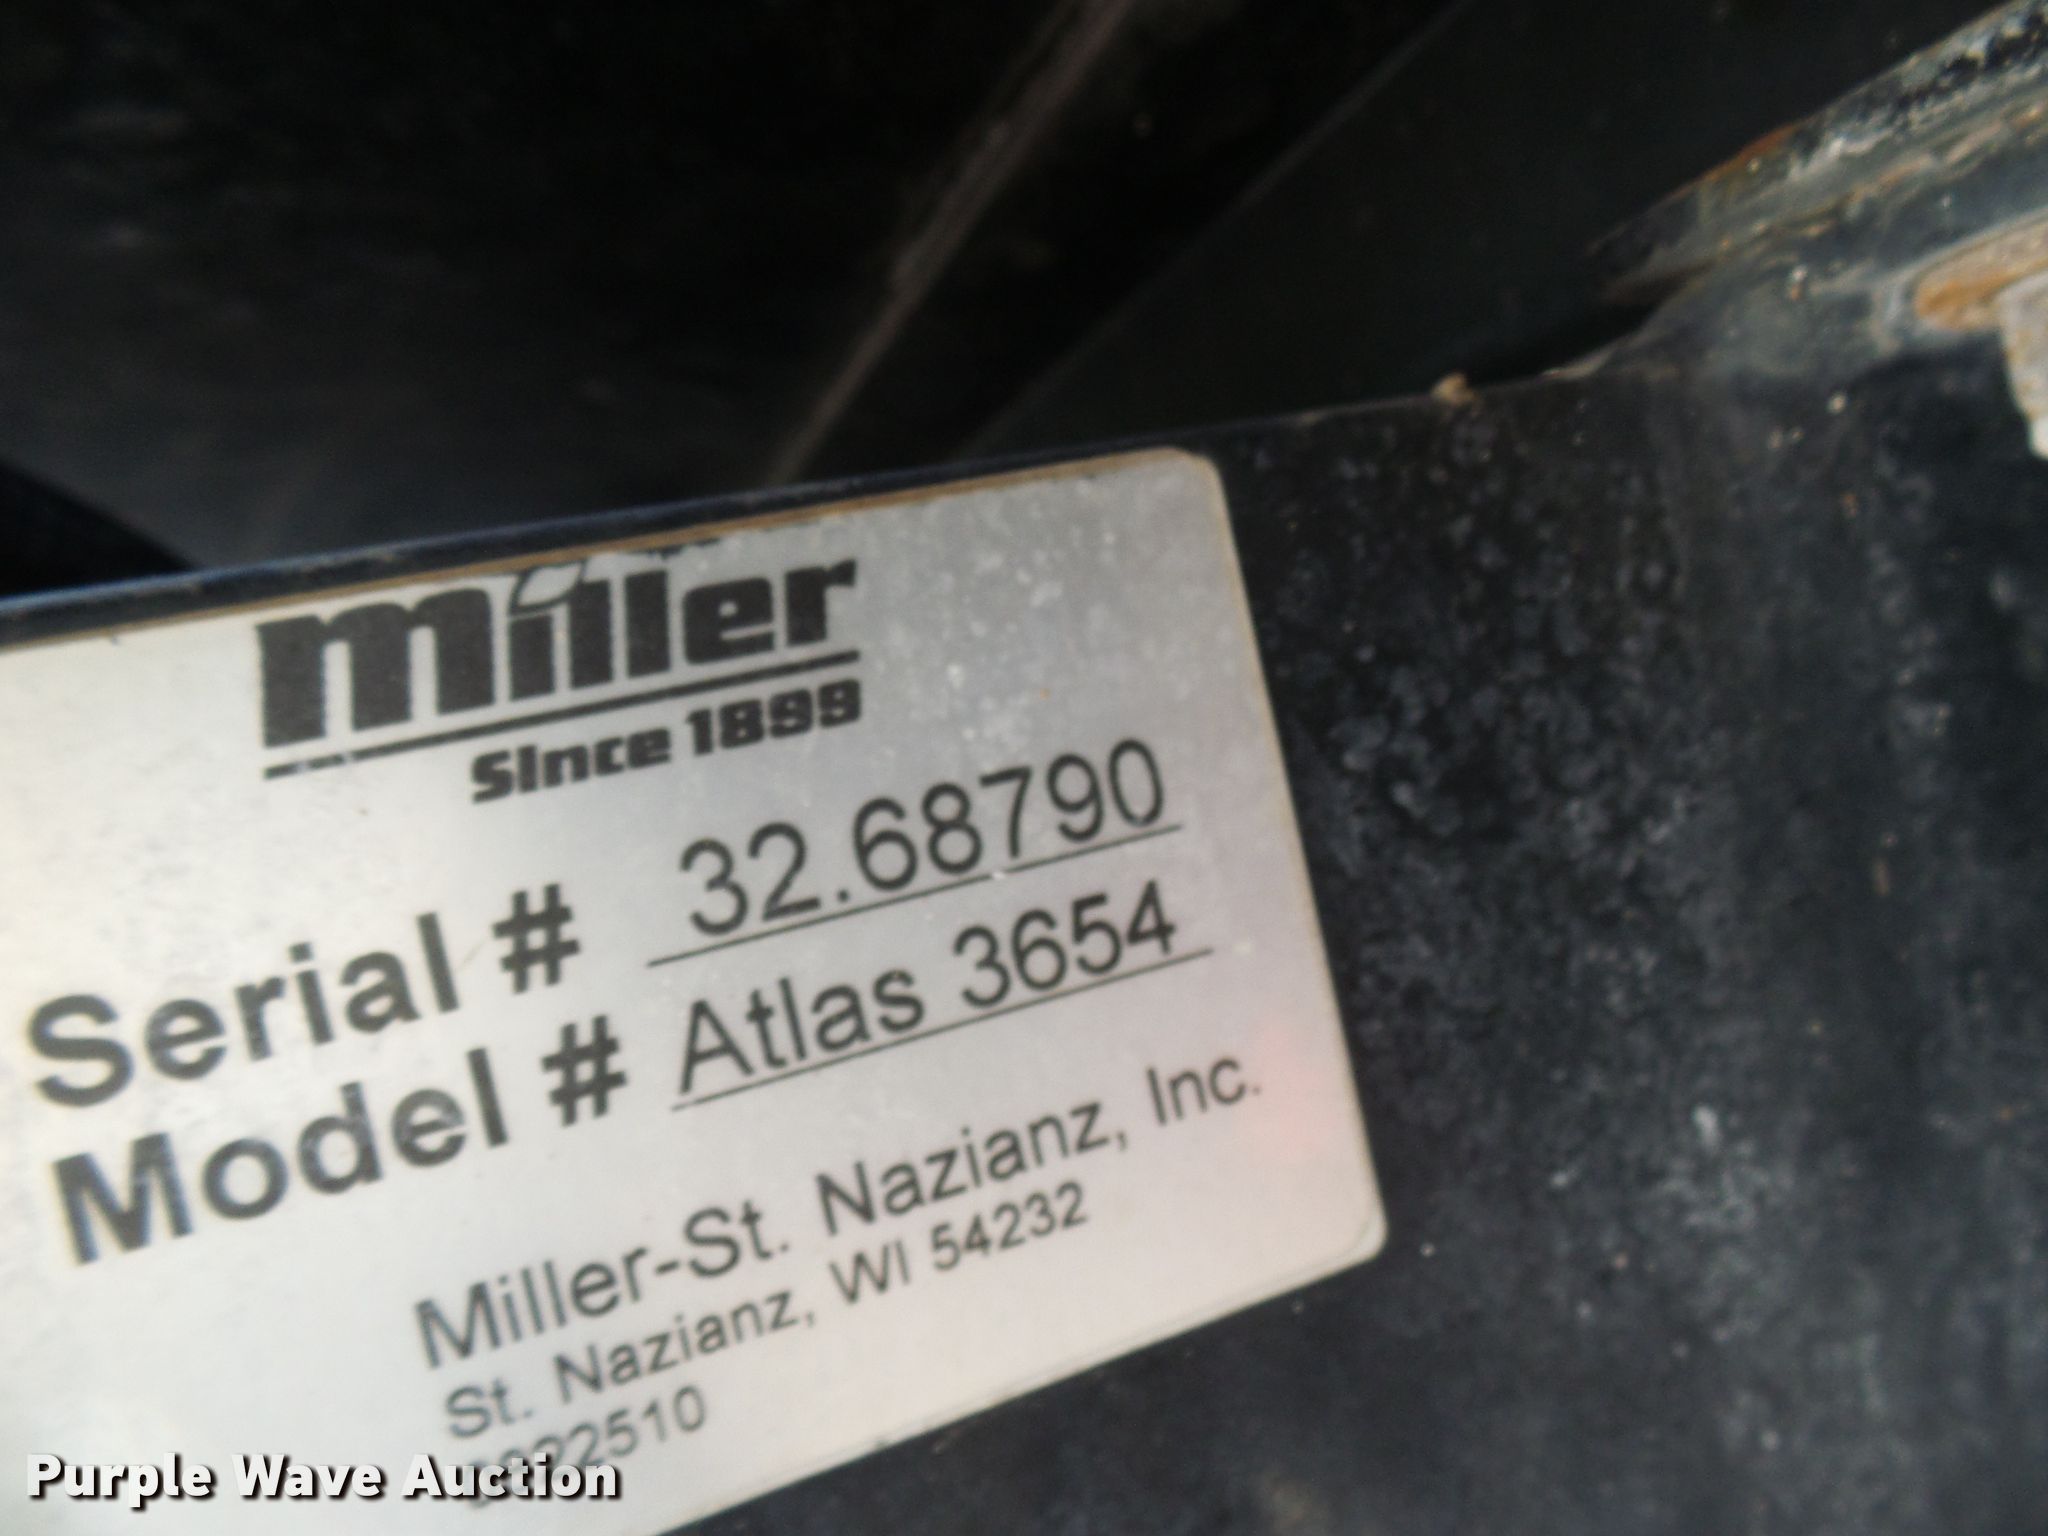 Miller
Since 1899
Serial # 32.68790
Model # Atlas 3654
Miller-St. Nazianz, Inc.
St. Nazianz, WI 54232
Purple Wave Auction